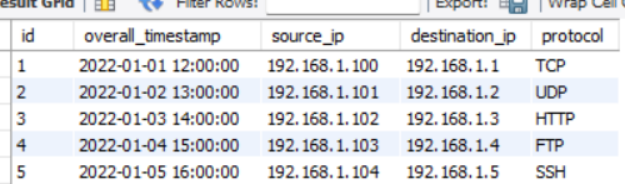 Result Grid | Filter Rows: | Export: | Wrap Cell
id overall_timestamp source_ip destination_ip protocol
1 2022-01-01 12:00:00 192.168.1.100 192.168.1.1 TCP
2 2022-01-02 13:00:00 192.168.1.101 192.168.1.2 UDP
3 2022-01-03 14:00:00 192.168.1.102 192.168.1.3 HTTP
4 2022-01-04 15:00:00 192.168.1.103 192.168.1.4 FTP
5 2022-01-05 16:00:00 192.168.1.104 192.168.1.5 SSH